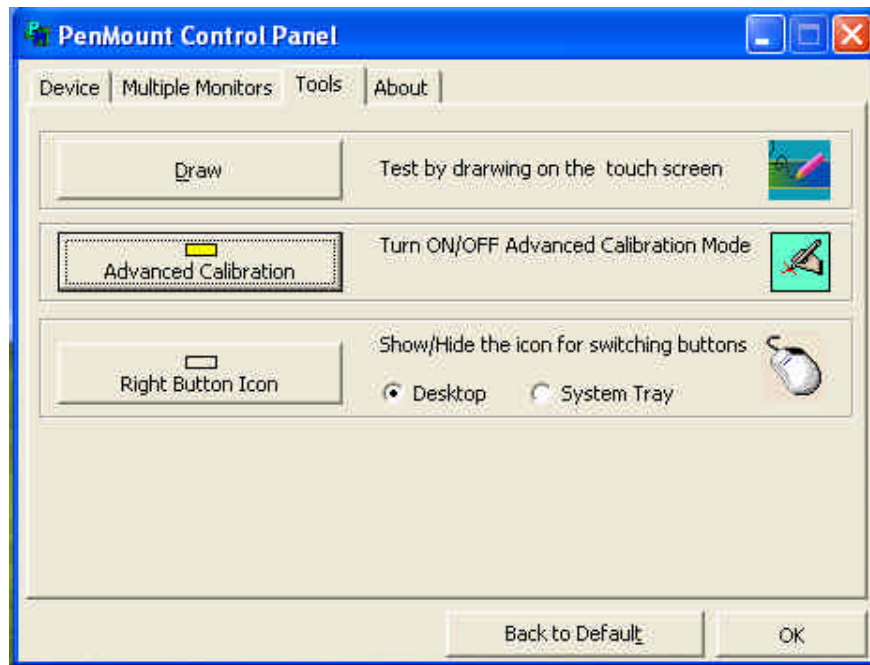 PenMount Control Panel
Device Multiple Monitors Tools About
Draw Test by drarwing on the touch screen
Advanced Calibration Turn ON/OFF Advanced Calibration Mode
Show/Hide the icon for switching buttons
Right Button Icon Desktop System Tray
Back to Default OK